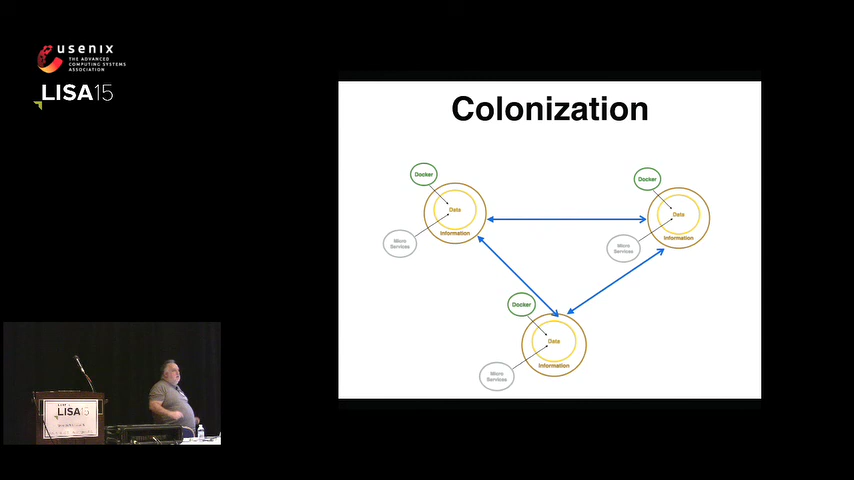 usenix
THE ADVANCED
COMPUTING SYSTEMS
ASSOCIATION
LISA15
Colonization
Docker
Data
Information
Micro
Services
Docker
Data
Information
Micro
Services
Docker
Data
Information
Micro
Services
LISA15